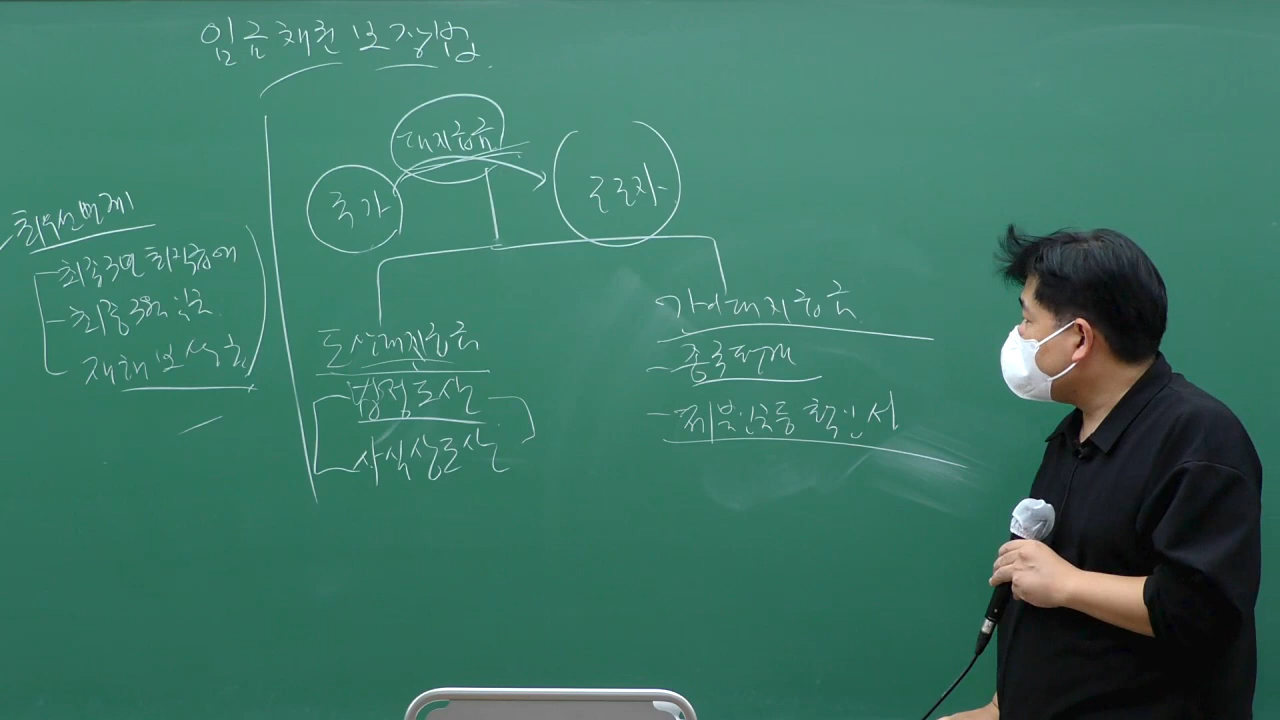 임금채권 보장법
대지급금
국가
근로자
최우선변제
최종3년 퇴직급여
최종3월 임금
재해보상
도산대지급금
법정도산
사실상도산
간이대지급금
종국판결
체불임금등 확인서